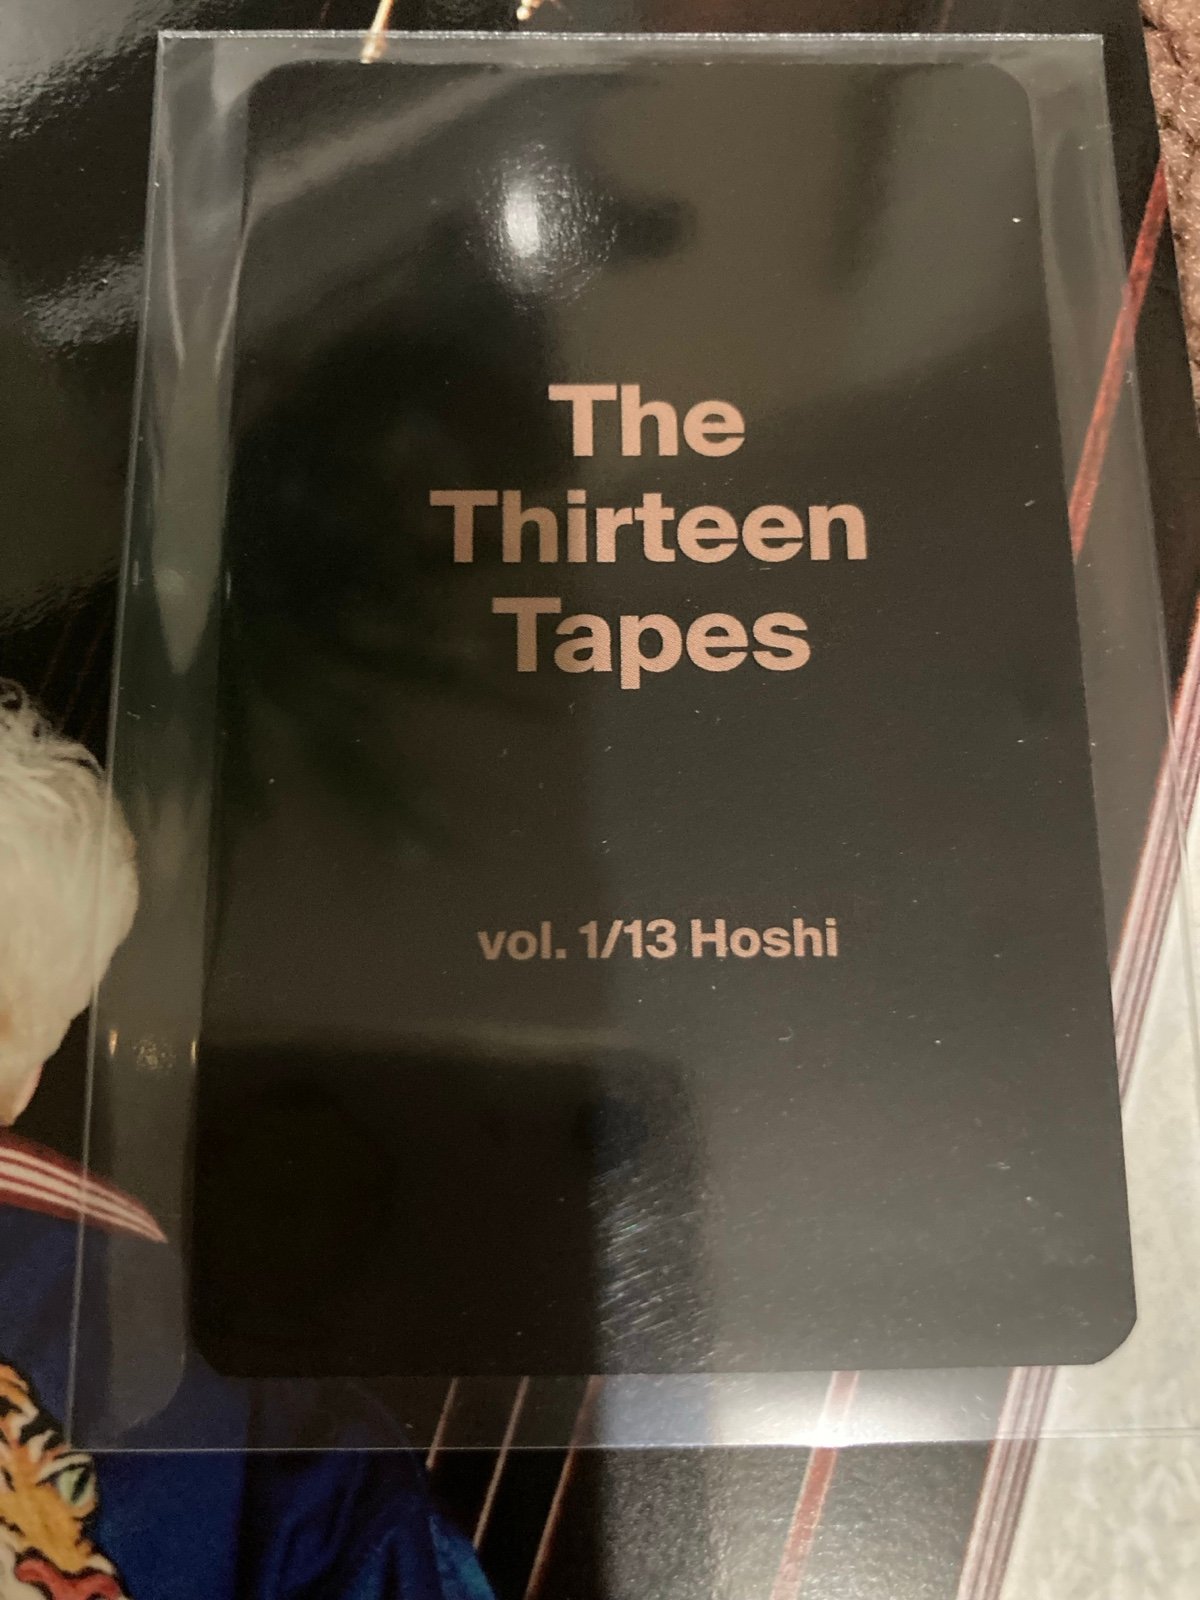 The
Thirteen
Tapes
vol. 1/13 Hoshi